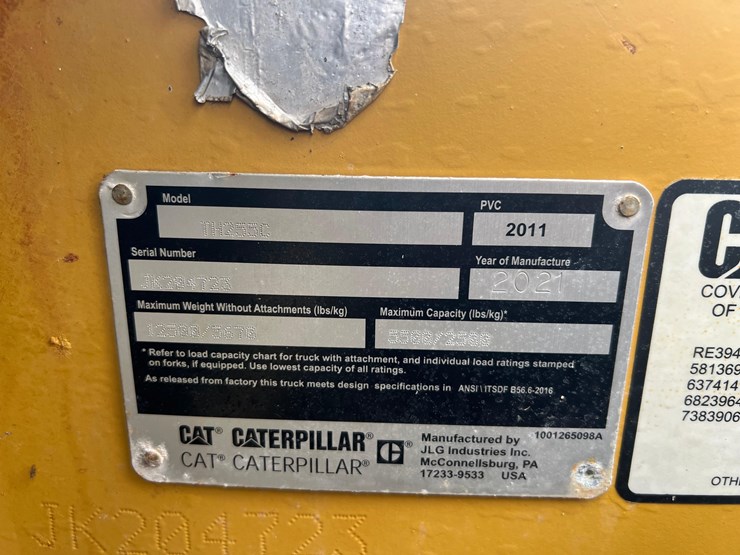 Model
TH255C
PVC
2011
Serial Number
JK204723
Year of Manufacture
2021
Maximum Weight Without Attachments (lbs/kg)
Maximum Capacity (lbs/kg)*
5500/2500
* Refer to load capacity chart for truck with attachment, and individual load ratings stamped
on forks, if equipped. Use lowest capacity of all ratings.
As released from factory this truck meets design specifications in ANSI \ ITSDF B56.6-2016
CAT® CATERPILLAR® C
CAT® CATERPILLAR®
Manufactured by
JLG Industries Inc.
McConnellsburg, PA
17233-9533 USA
1001265098A
JK204723
C
COV
OF
RE394
581369
637414
6823964
7383906
OTH